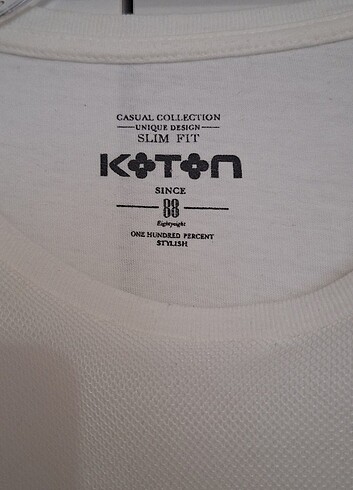 CASUAL COLLECTION
UNIQUE DESIGN
SLIM FIT
KOTON
SINCE
88
Eightyeight
ONE HUNDRED PERCENT
STYLISH